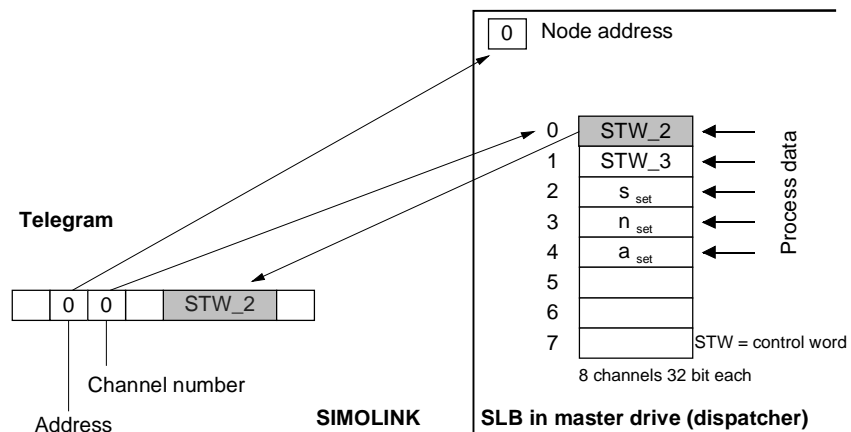 0 Node address
0 STW_2
1 STW_3
2 s set
3 n set
4 a set
5
6
7
Process data
STW = control word
8 channels 32 bit each
Telegram
0 0 STW_2
Channel number
Address
SIMOLINK
SLB in master drive (dispatcher)